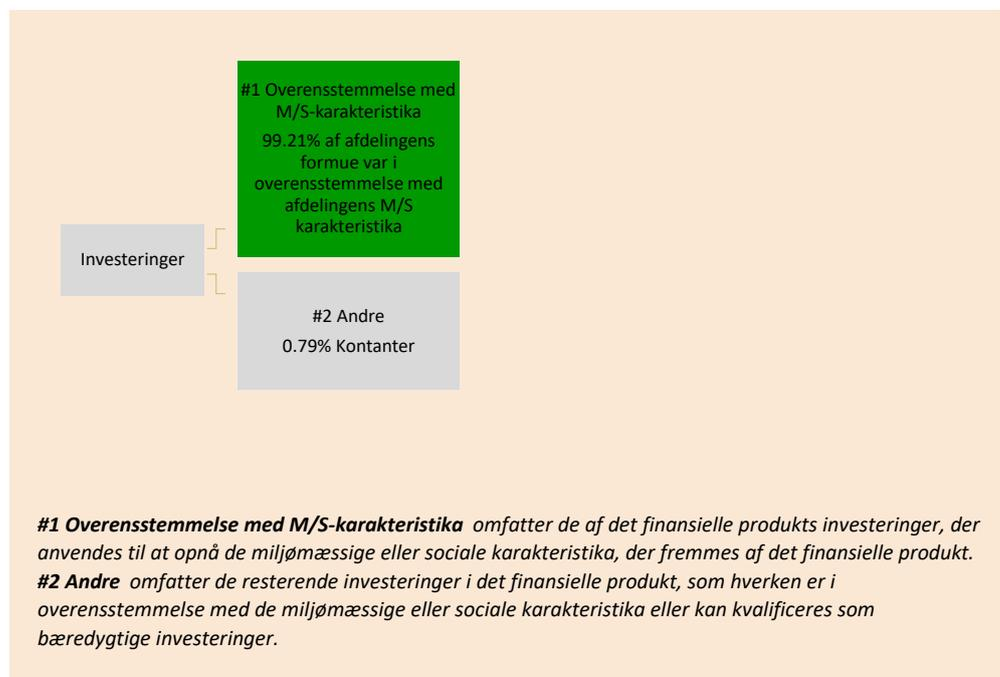 #1 Overensstemmelse med
M/S-karakteristika
99.21% af afdelingens
formue var i
overensstemmelse med
afdelingens M/S
karakteristika
Investeringer
#2 Andre
0.79% Kontanter
#1 Overensstemmelse med M/S-karakteristika omfatter de af det finansielle produkts investeringer, der
anvendes til at opnå de miljømæssige eller sociale karakteristika, der fremmes af det finansielle produkt.
#2 Andre omfatter de resterende investeringer i det finansielle produkt, som hverken er i
overensstemmelse med de miljømæssige eller sociale karakteristika eller kan kvalificeres som
bæredygtige investeringer.